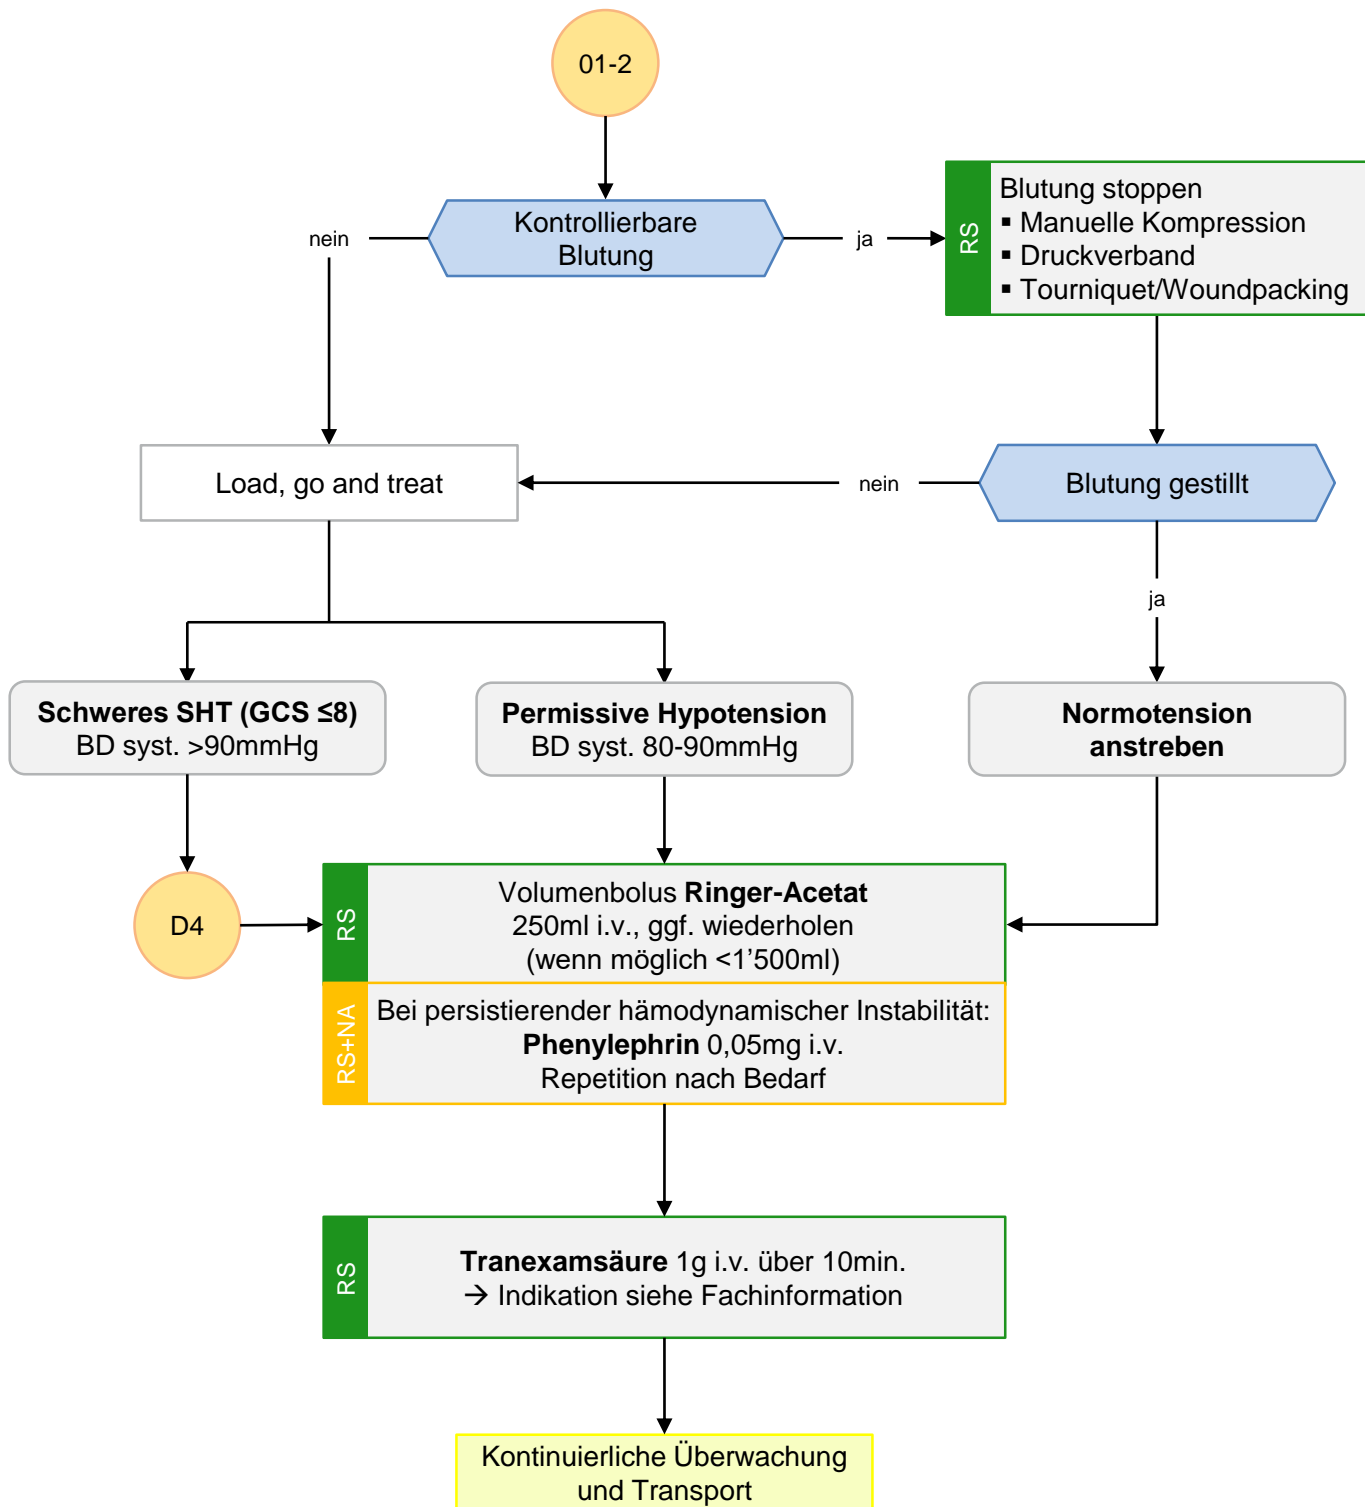 01-2
Kontrollierbare
Blutung
nein
ja
RS
Blutung stoppen
▪ Manuelle Kompression
▪ Druckverband
▪ Tourniquet/Woundpacking
Load, go and treat
nein
Blutung gestillt
ja
Schweres SHT (GCS ≤8)
BD syst. >90mmHg
Permissive Hypotension
BD syst. 80-90mmHg
Normotension
anstreben
D4
RS
Volumenbolus Ringer-Acetat
250ml i.v., ggf. wiederholen
(wenn möglich <1’500ml)
RS+NA
Bei persistierender hämodynamischer Instabilität:
Phenylephrin 0,05mg i.v.
Repetition nach Bedarf
RS
Tranexamsäure 1g i.v. über 10min.
→ Indikation siehe Fachinformation
Kontinuierliche Überwachung
und Transport